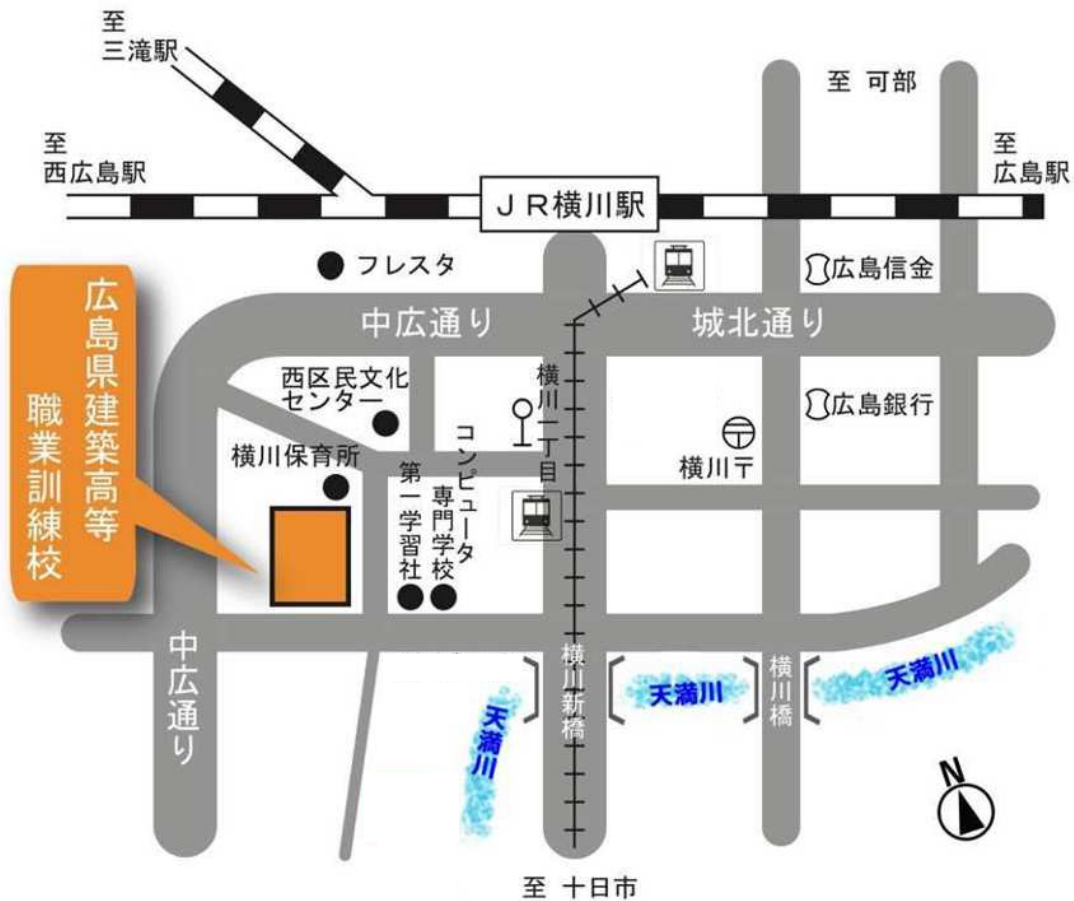 至
三滝駅
至 可部
至
西広島駅
至
広島駅
JR横川駅
フレスタ
広島信金
中広通り
城北通り
広島県建築高等
職業訓練校
西区民文化
センター
横川一丁目
広島銀行
横川〒
横川保育所
第一学習社
コンピュータ
専門学校
中広通り
横川新橋
横川橋
天満川
天満川
天満川
N
至 十日市